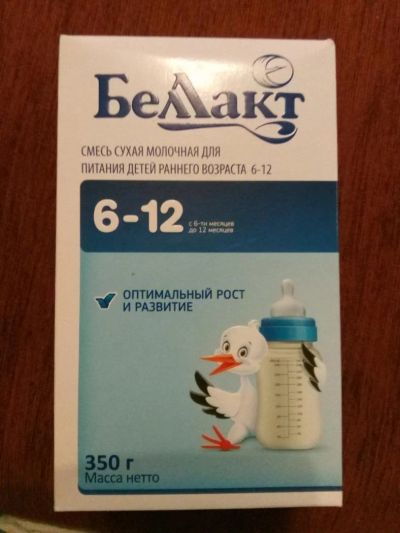 Беллакт
СМЕСЬ СУХАЯ МОЛОЧНАЯ ДЛЯ
ПИТАНИЯ ДЕТЕЙ РАННЕГО ВОЗРАСТА 6-12
6-12
с 6-ти месяцев
до 12 месяцев
ОПТИМАЛЬНЫЙ РОСТ
И РАЗВИТИЕ
350 г
Масса нетто